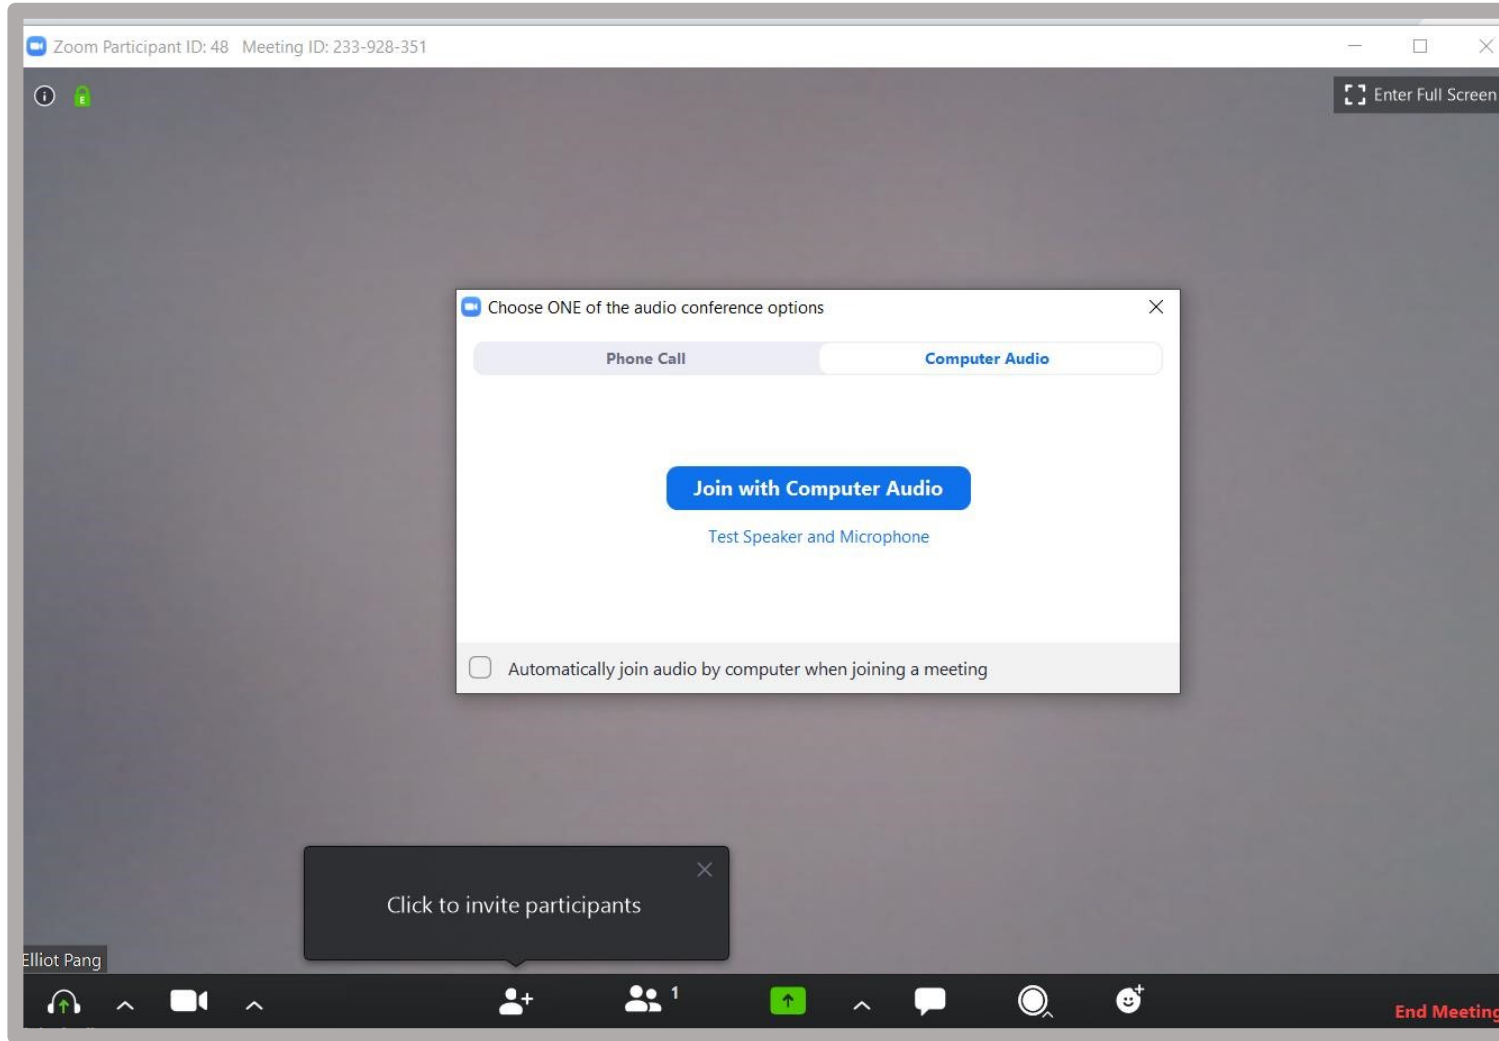 Zoom Participant ID: 48 Meeting ID: 233-928-351
Enter Full Screen
Choose ONE of the audio conference options
Phone Call
Computer Audio
Join with Computer Audio
Test Speaker and Microphone
Automatically join audio by computer when joining a meeting
Click to invite participants
Elliot Pang
1
End Meeting